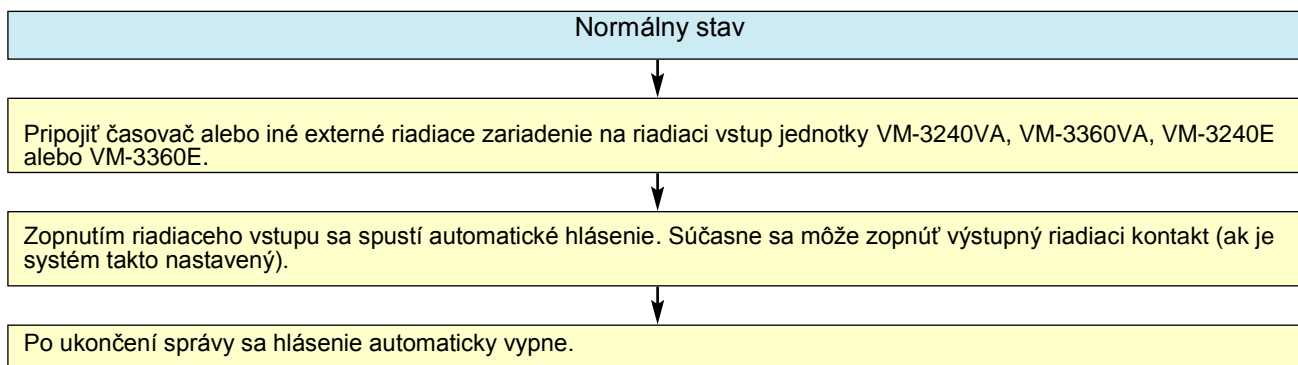 Normálny stav
Pripojiť časovač alebo iné externé riadiace zariadenie na riadiaci vstup jednotky VM-3240VA, VM-3360VA, VM-3240E
alebo VM-3360E.
Zopnutím riadiaceho vstupu sa spustí automatické hlásenie. Súčasne sa môže zopnúť výstupný riadiaci kontakt (ak je
systém takto nastavený).
Po ukončení správy sa hlásenie automaticky vypne.